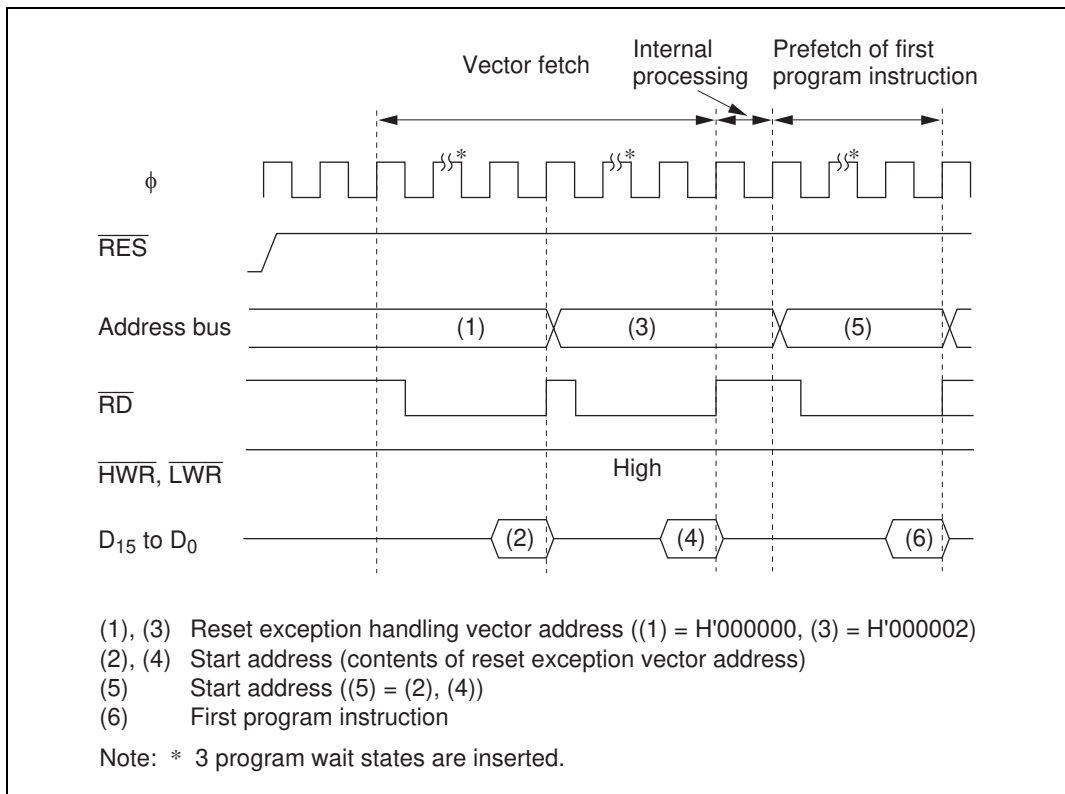 Vector fetch
Internal processing
Prefetch of first program instruction
*
*
*
ϕ
RES
Address bus
(1)
(3)
(5)
RD
HWR, LWR
High
D15 to D0
(2)
(4)
(6)
(1), (3) Reset exception handling vector address ((1) = H'000000, (3) = H'000002)
(2), (4) Start address (contents of reset exception vector address)
(5) Start address ((5) = (2), (4))
(6) First program instruction
Note: * 3 program wait states are inserted.